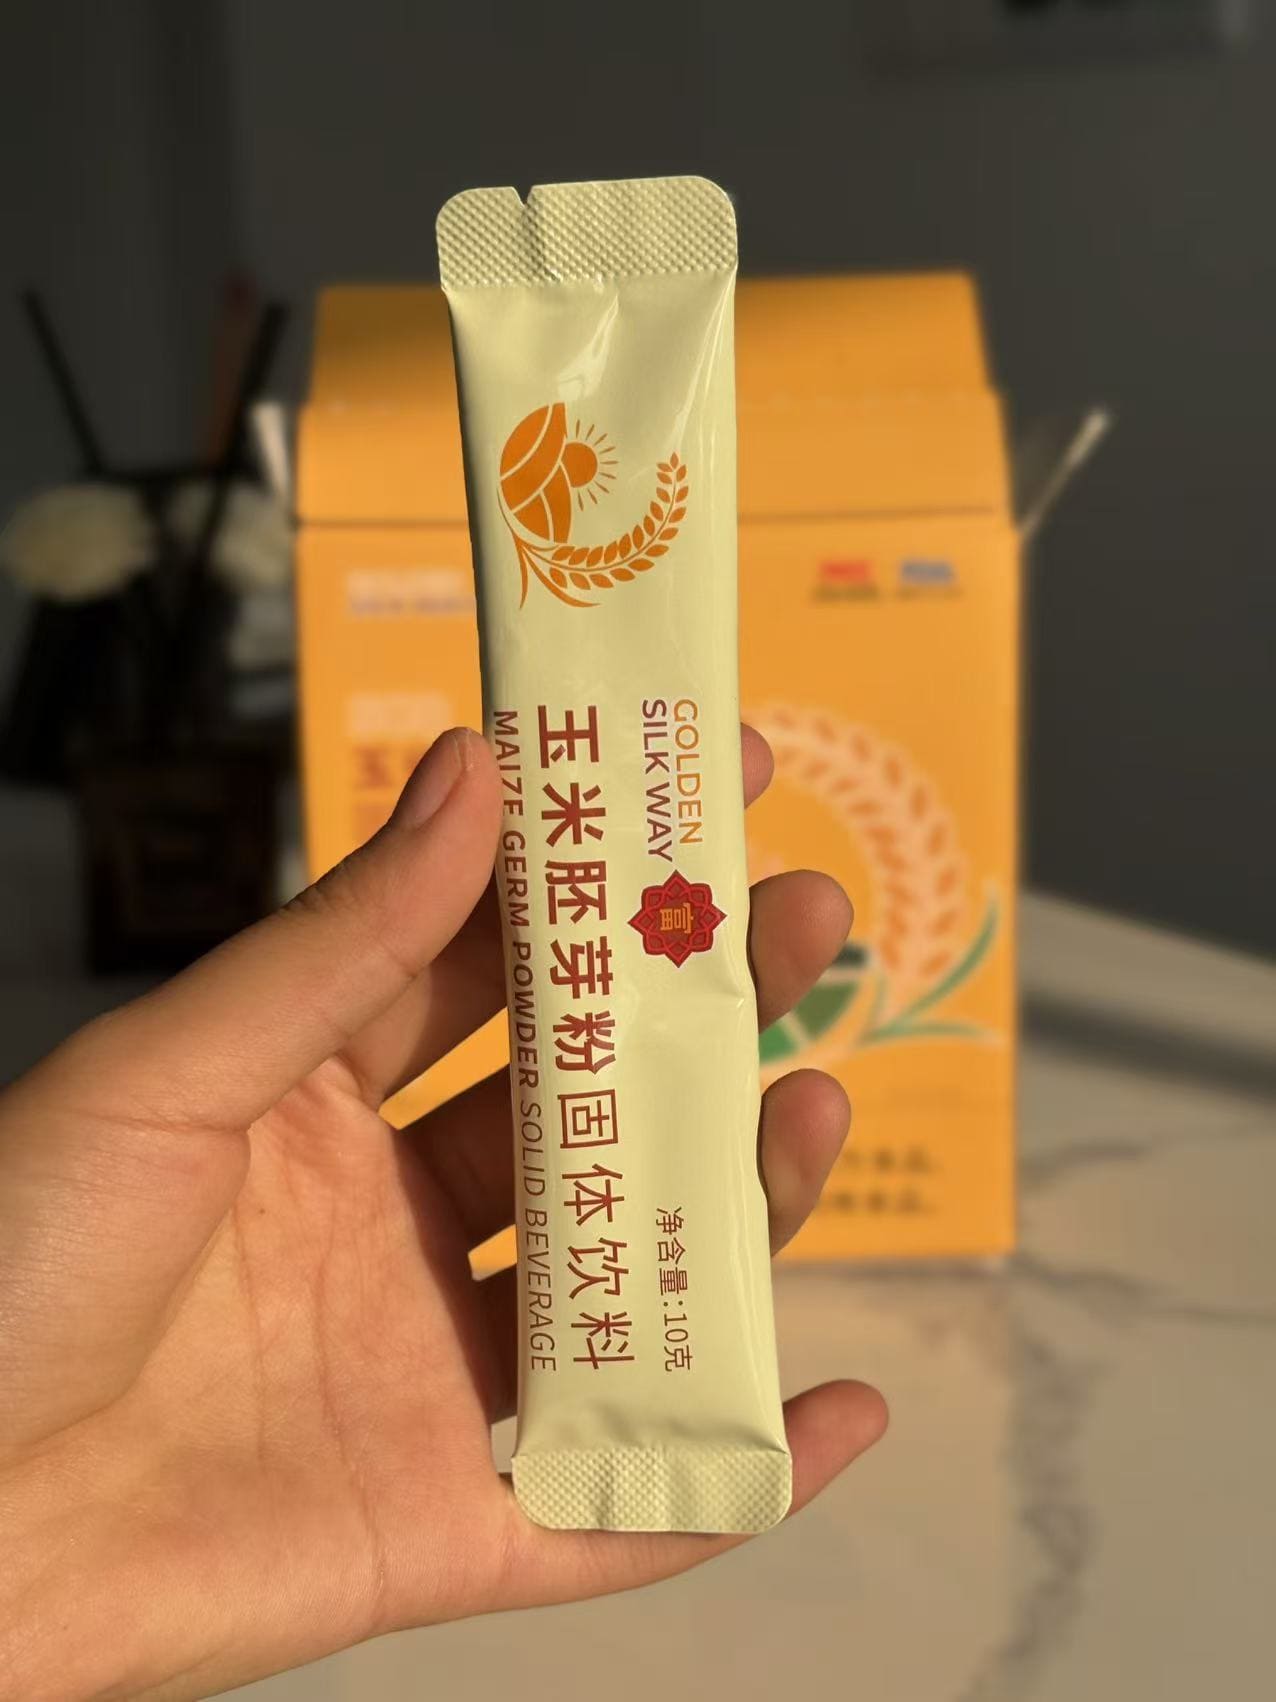 GOLDEN
SILK WAY
富
玉米胚芽粉固体饮料
MAIZE GERM POWDER SOLID BEVERAGE
净含量:10克